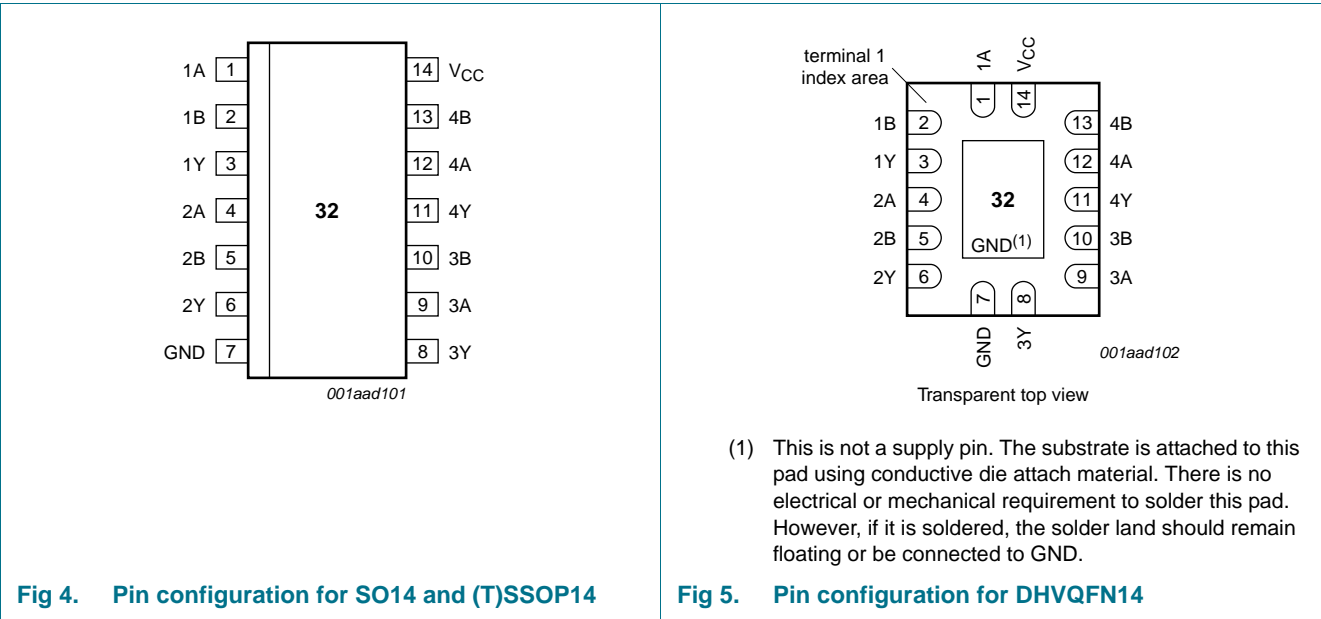 1A 1 14 VCC
1B 2 13 4B
1Y 3 12 4A
2A 4 32 11 4Y
2B 5 10 3B
2Y 6 9 3A
GND 7 8 3Y
001aad101
Fig 4. Pin configuration for SO14 and (T)SSOP14
terminal 1
index area
1A VCC
1 14
1B 2 13 4B
1Y 3 12 4A
2A 4 32 11 4Y
2B 5 GND(1) 10 3B
2Y 6 9 3A
7 8
GND 3Y
001aad102
Transparent top view
(1) This is not a supply pin. The substrate is attached to this
pad using conductive die attach material. There is no
electrical or mechanical requirement to solder this pad.
However, if it is soldered, the solder land should remain
floating or be connected to GND.
Fig 5. Pin configuration for DHVQFN14